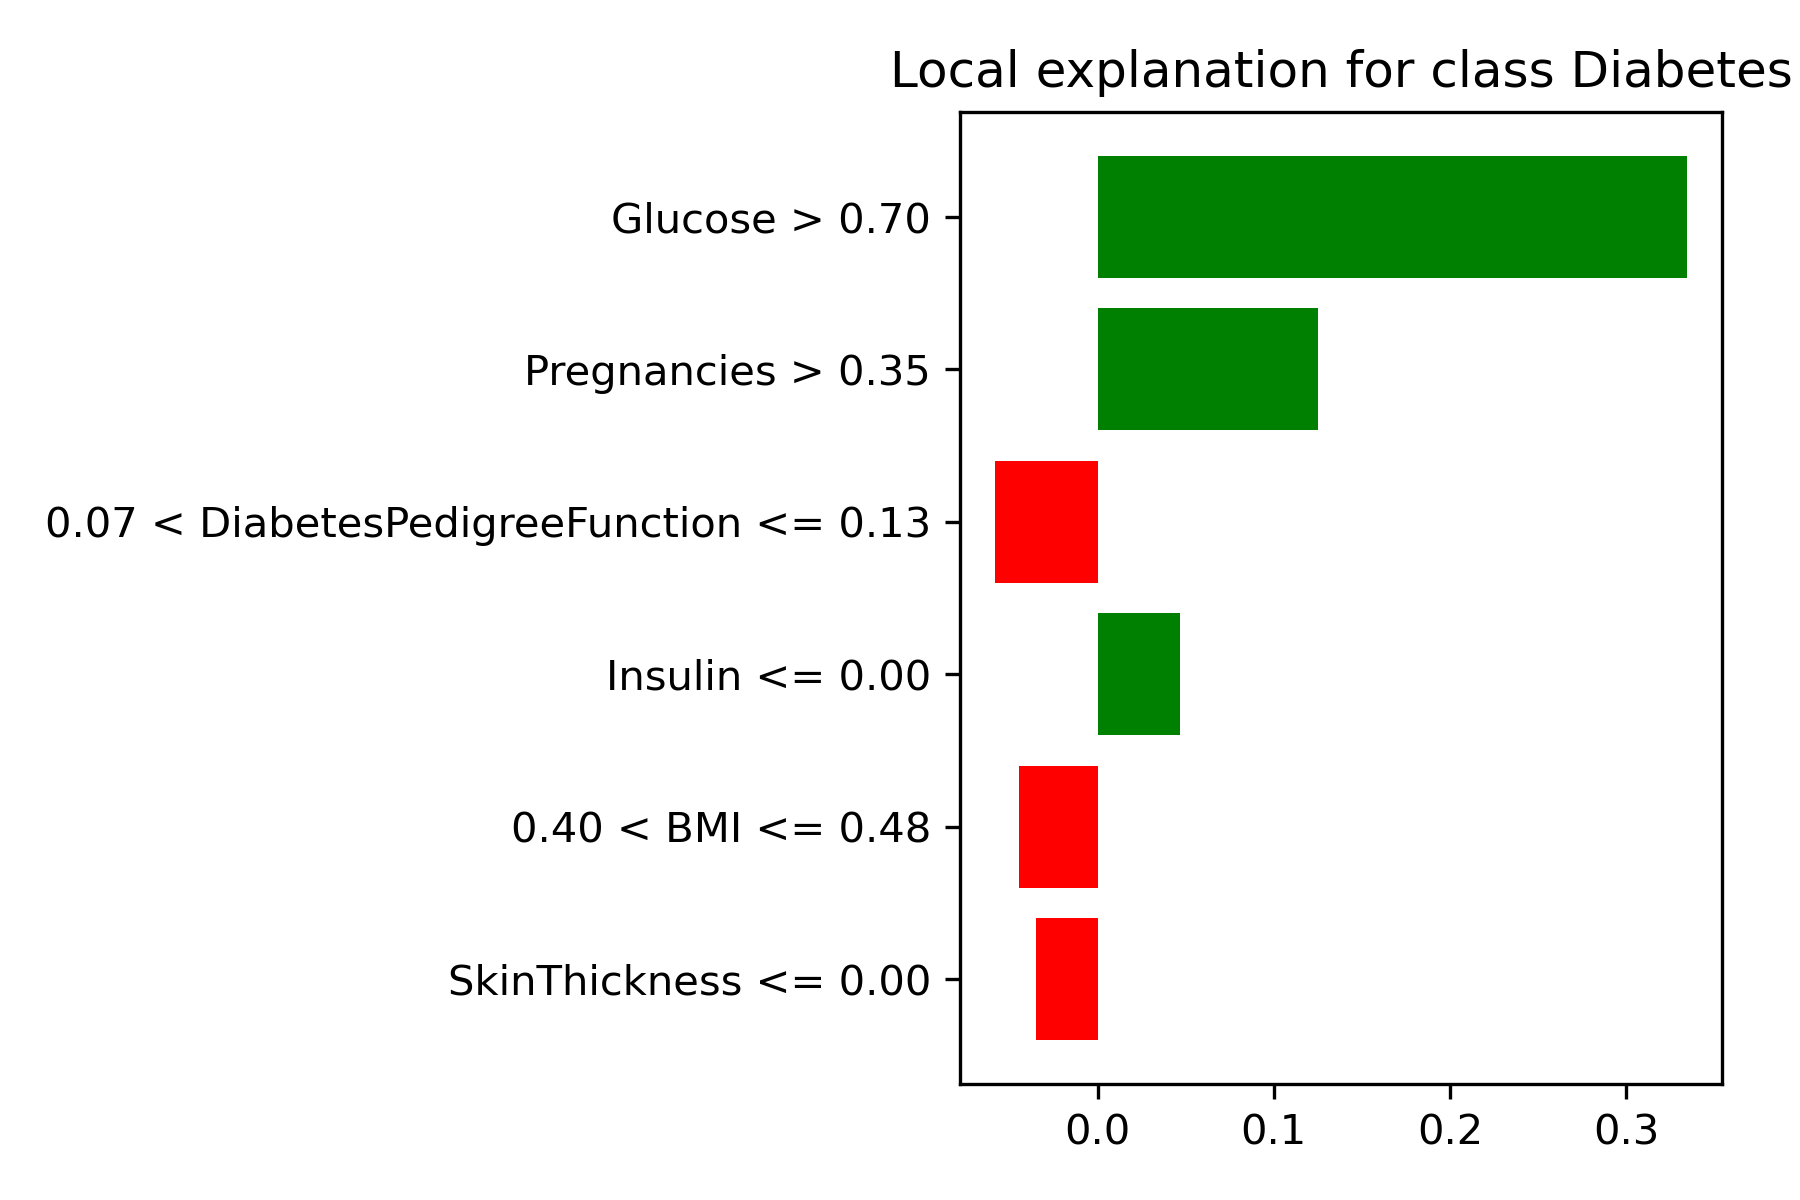 Local explanation for class Diabetes
Glucose > 0.70
Pregnancies > 0.35
0.07 < DiabetesPedigreeFunction <= 0.13
Insulin <= 0.00
0.40 < BMI <= 0.48
SkinThickness <= 0.00
0.0 0.1 0.2 0.3